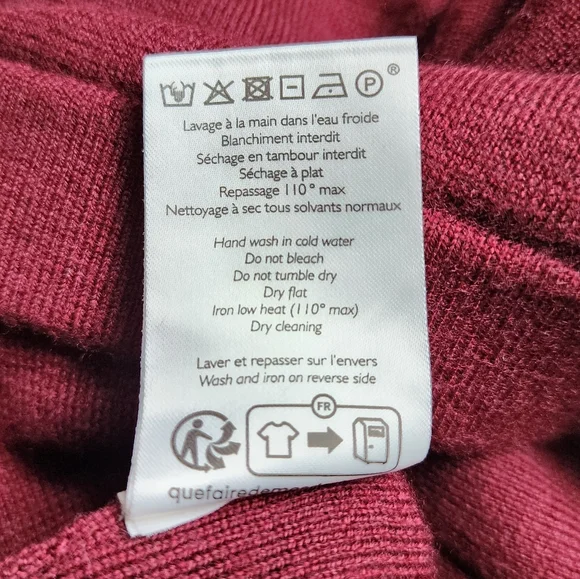 P ®
Lavage à la main dans l'eau froide
Blanchiment interdit
Séchage en tambour interdit
Séchage à plat
Repassage 110° max
Nettoyage à sec tous solvants normaux
Hand wash in cold water
Do not bleach
Do not tumble dry
Dry flat
Iron low heat (110° max)
Dry cleaning
Laver et repasser sur l'envers
Wash and iron on reverse side
FR